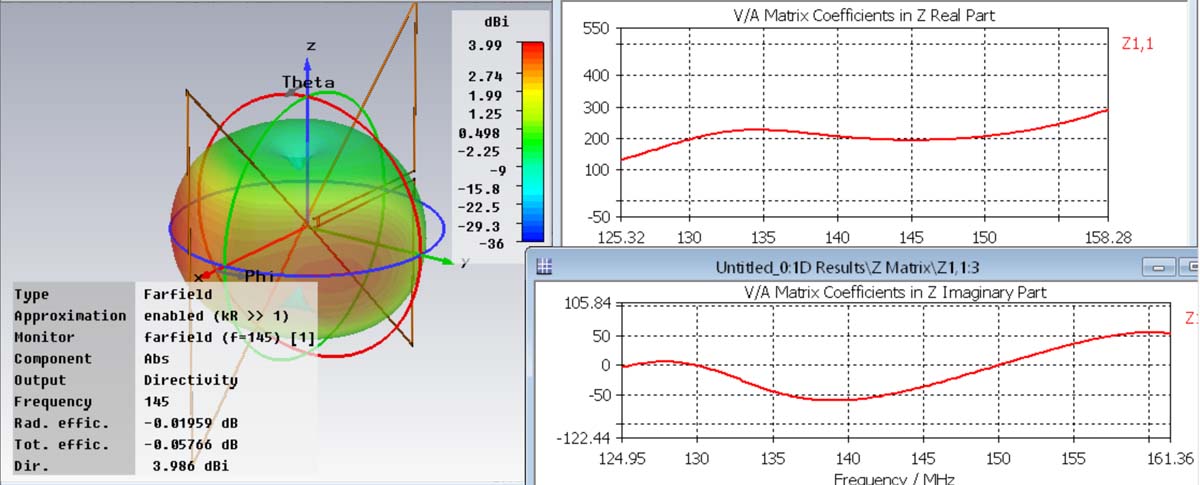 dBi
3.99
2.74
1.99
1.25
0.498
-2.25
-9
-15.8
-22.5
-29.3
-36
z
Theta
x
Phi
y
Type Farfield
Approximation enabled (kR >> 1)
Monitor farfield (f=145) [1]
Component Abs
Output Directivity
Frequency 145
Rad. effic. -0.01959 dB
Tot. effic. -0.05766 dB
Dir. 3.986 dBi
V/A Matrix Coefficients in Z Real Part
Z1,1
550
400
300
200
100
-50
125.32 130 135 140 145 150 158.28
Untitled_0:1D Results\Z Matrix\Z1,1:3
V/A Matrix Coefficients in Z Imaginary Part
105.84
50
0
-50
-122.44
124.95 130 135 140 145 150 155 161.36
Frequency / MHz